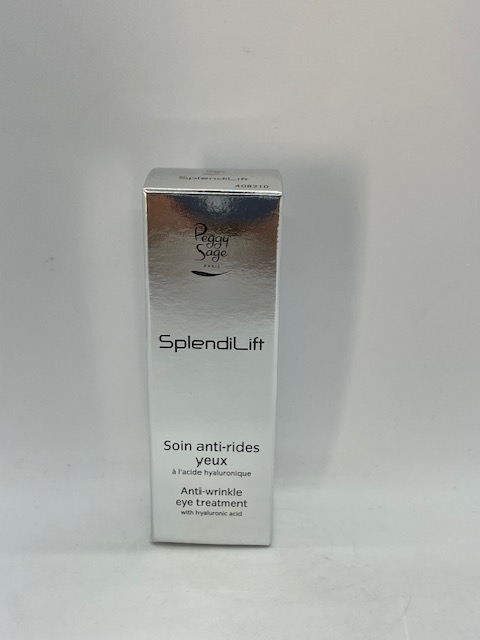 SplendiLift
408210
Peggy
Sage
PARIS
SplendiLift
Soin anti-rides
yeux
à l'acide hyaluronique
Anti-wrinkle
eye treatment
with hyaluronic acid